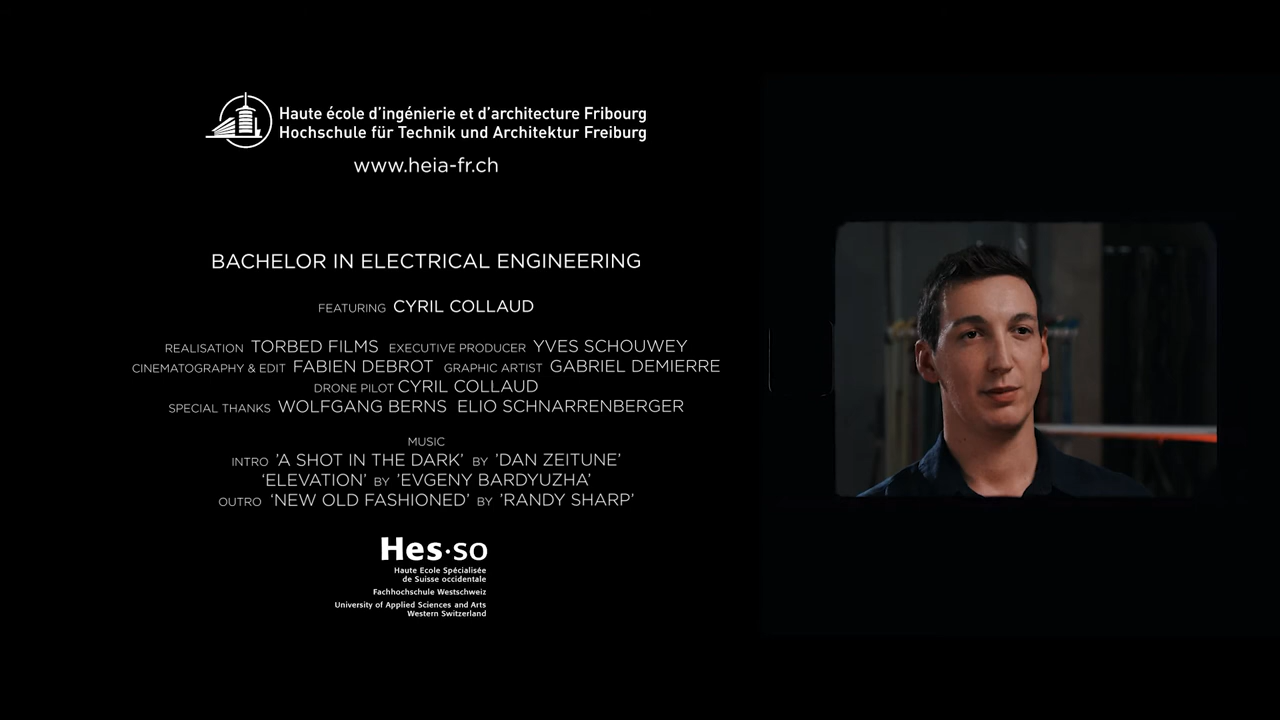 Haute école d'ingénierie et d'architecture Fribourg
Hochschule für Technik und Architektur Freiburg
www.heia-fr.ch
BACHELOR IN ELECTRICAL ENGINEERING
FEATURING CYRIL COLLAUD
REALISATION TORBED FILMS EXECUTIVE PRODUCER YVES SCHOUWEY
CINEMATOGRAPHY & EDIT FABIEN DEBROT GRAPHIC ARTIST GABRIEL DEMIERRE
DRONE PILOT CYRIL COLLAUD
SPECIAL THANKS WOLFGANG BERNS ELIO SCHNARRENBERGER
MUSIC
INTRO 'A SHOT IN THE DARK' BY 'DAN ZEITUNE'
'ELEVATION' BY 'EVGENY BARDYUZHA'
OUTRO 'NEW OLD FASHIONED' BY 'RANDY SHARP'
Hes·so
Haute Ecole Spécialisée
de Suisse occidentale
Fachhochschule Westschweiz
University of Applied Sciences and Arts
Western Switzerland